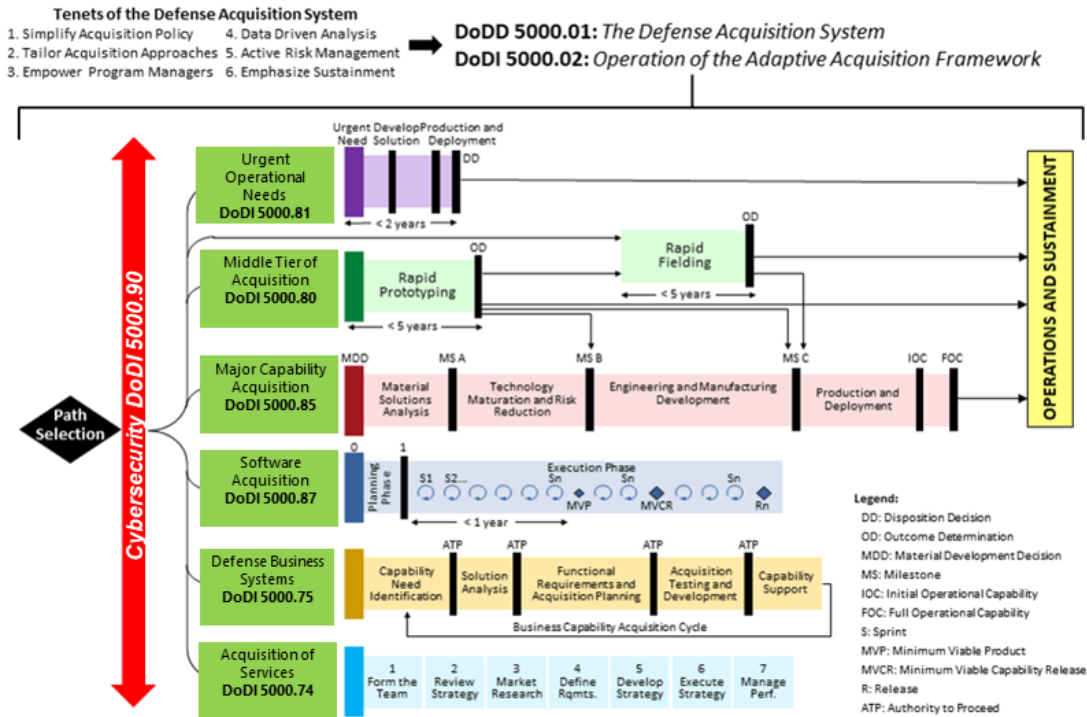 Tenets of the Defense Acquisition System
1. Simplify Acquisition Policy
2. Tailor Acquisition Approaches
3. Empower Program Managers
4. Data Driven Analysis
5. Active Risk Management
6. Emphasize Sustainment
DoDD 5000.01: The Defense Acquisition System
DoDI 5000.02: Operation of the Adaptive Acquisition Framework
Path
Selection
Cybersecurity DoDI 5000.90
Urgent
Operational
Needs
DoDI 5000.81
Urgent
Need
Develop
Solution
Production and
Deployment
DD
< 2 years
Middle Tier of
Acquisition
DoDI 5000.80
Rapid
Prototyping
OD
< 5 years
Rapid
Fielding
OD
< 5 years
Major Capability
Acquisition
DoDI 5000.85
MDD
Material
Solutions
Analysis
MS A
Technology
Maturation and Risk
Reduction
MS B
Engineering and Manufacturing
Development
MS C
Production and
Deployment
IOC
FOC
Software
Acquisition
DoDI 5000.87
0
Planning
Phase
1
Execution Phase
S1
S2...
Sn
MVP
Sn
MVCR
Sn
Rn
< 1 year
Defense Business
Systems
DoDI 5000.75
Capability
Need
Identification
ATP
Solution
Analysis
ATP
Functional
Requirements and
Acquisition Planning
ATP
Acquisition
Testing and
Development
ATP
Capability
Support
Business Capability Acquisition Cycle
Acquisition of
Services
DoDI 5000.74
1
Form the
Team
2
Review
Strategy
3
Market
Research
4
Define
Rqmts.
5
Develop
Strategy
6
Execute
Strategy
7
Manage
Perf.
OPERATIONS AND SUSTAINMENT
Legend:
DD: Disposition Decision
OD: Outcome Determination
MDD: Material Development Decision
MS: Milestone
IOC: Initial Operational Capability
FOC: Full Operational Capability
S: Sprint
MVP: Minimum Viable Product
MVCR: Minimum Viable Capability Release
R: Release
ATP: Authority to Proceed